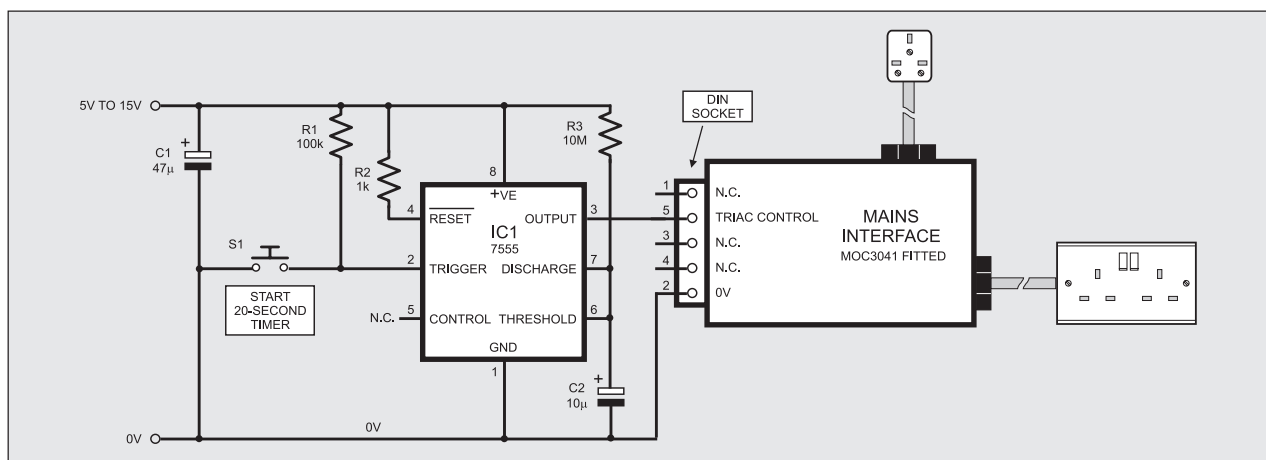 5V TO 15V
C1
47µ
+
R1
100k
R2
1k
R3
10M
8
+VE
4
RESET
OUTPUT
3
IC1
7555
S1
2
TRIGGER
DISCHARGE
7
START
20-SECOND
TIMER
N.C.
5
CONTROL
THRESHOLD
6
GND
1
C2
10µ
+
0V
0V
DIN
SOCKET
1
N.C.
5
TRIAC CONTROL
3
N.C.
4
N.C.
2
0V
MAINS
INTERFACE
MOC3041 FITTED